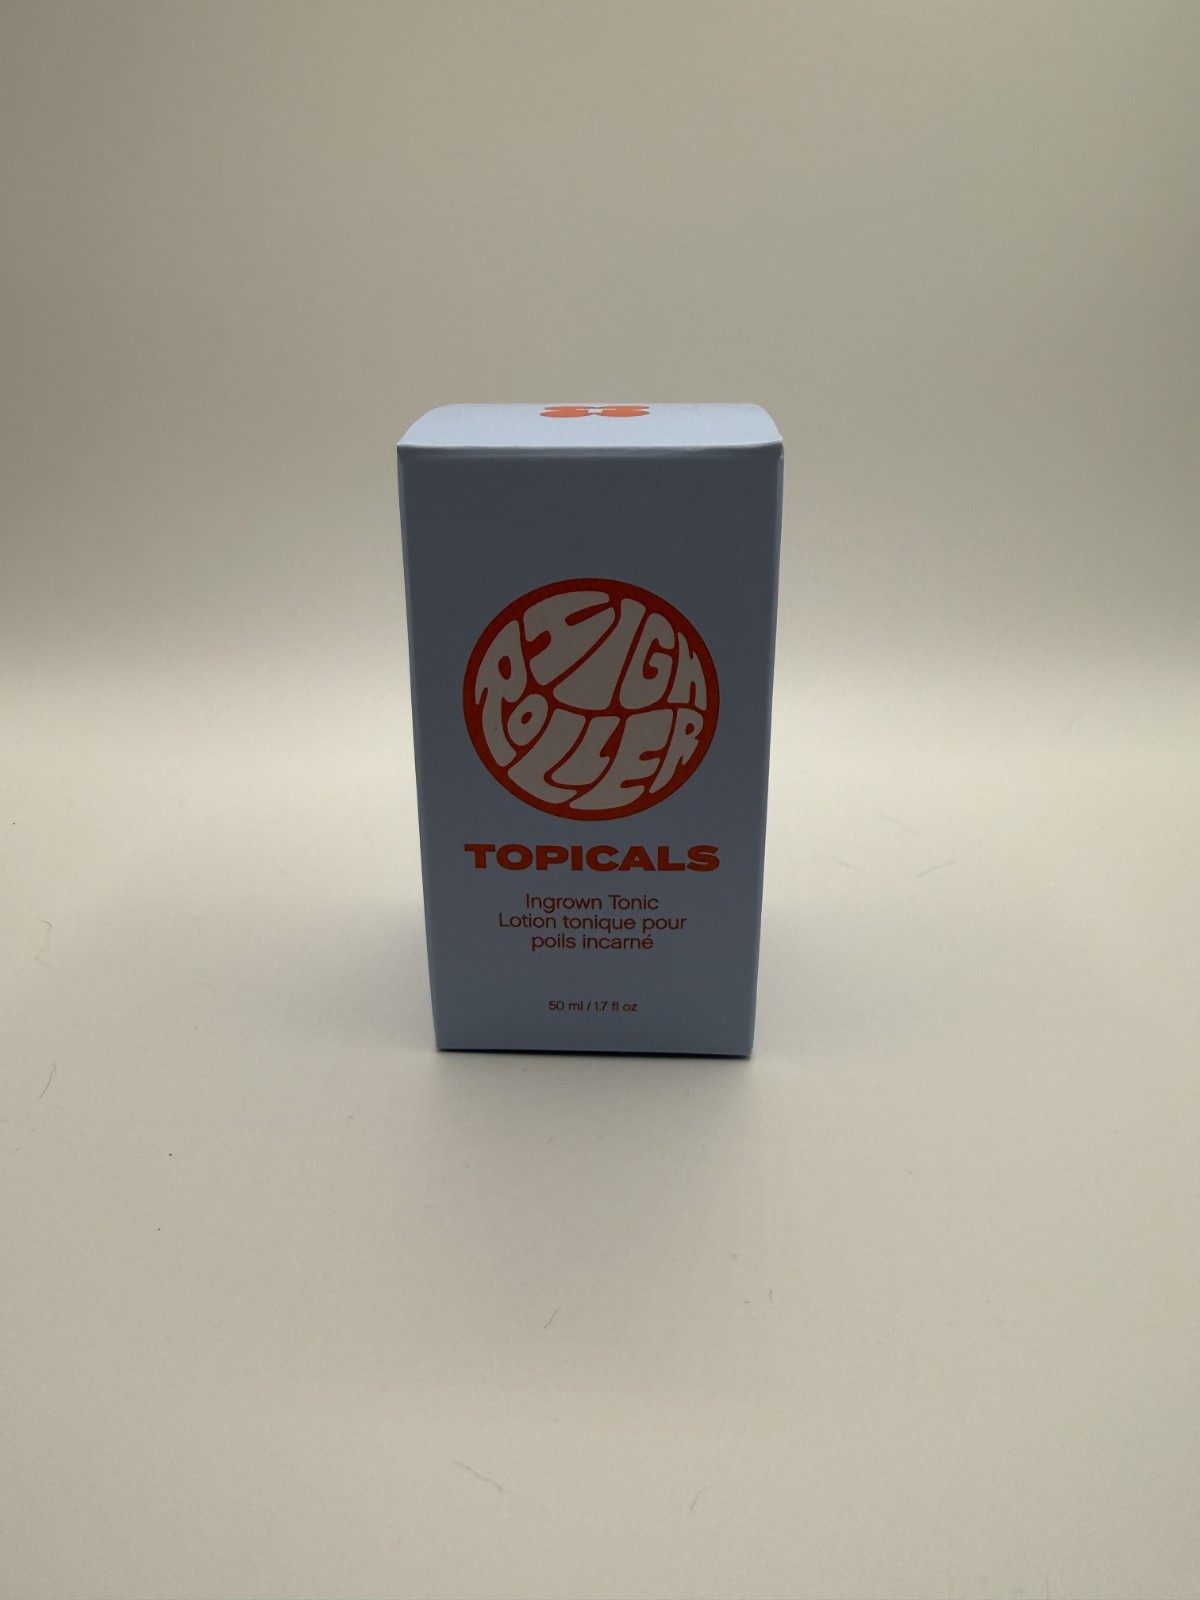 HIGH
ROLLER
TOPICALS
Ingrown Tonic
Lotion tonique pour
poils incarné
50 ml / 1.7 fl oz